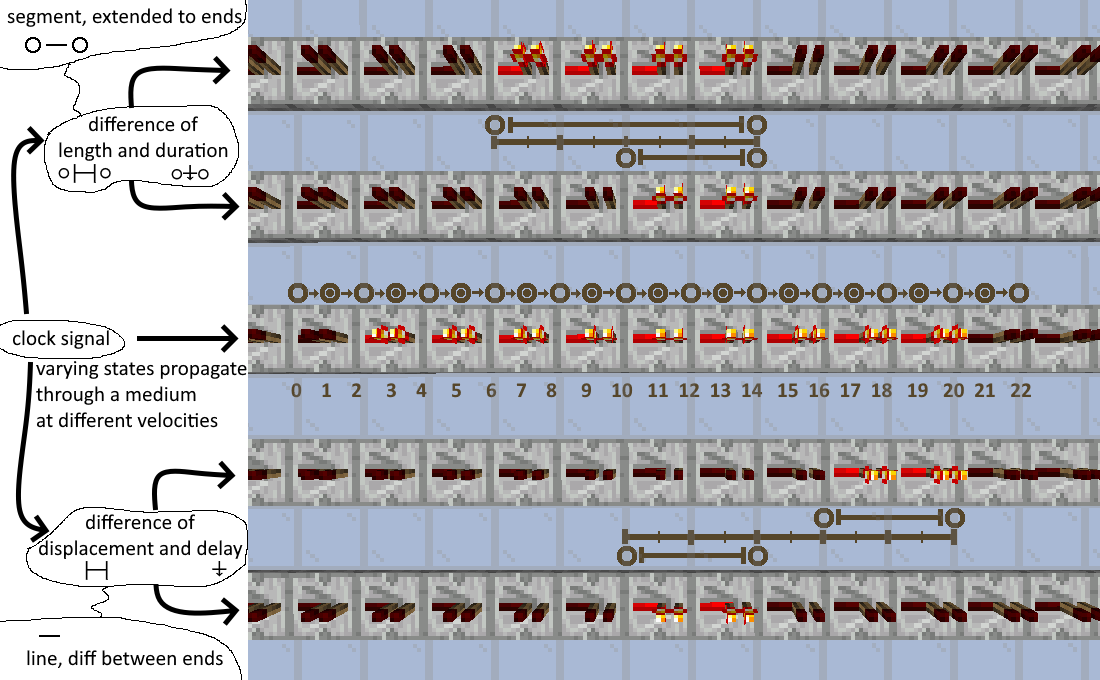 segment, extended to ends
difference of
length and duration
clock signal
varying states propagate
through a medium
at different velocities
0 1 2 3 4 5 6 7 8 9 10 11 12 13 14 15 16 17 18 19 20 21 22
difference of
displacement and delay
line, diff between ends